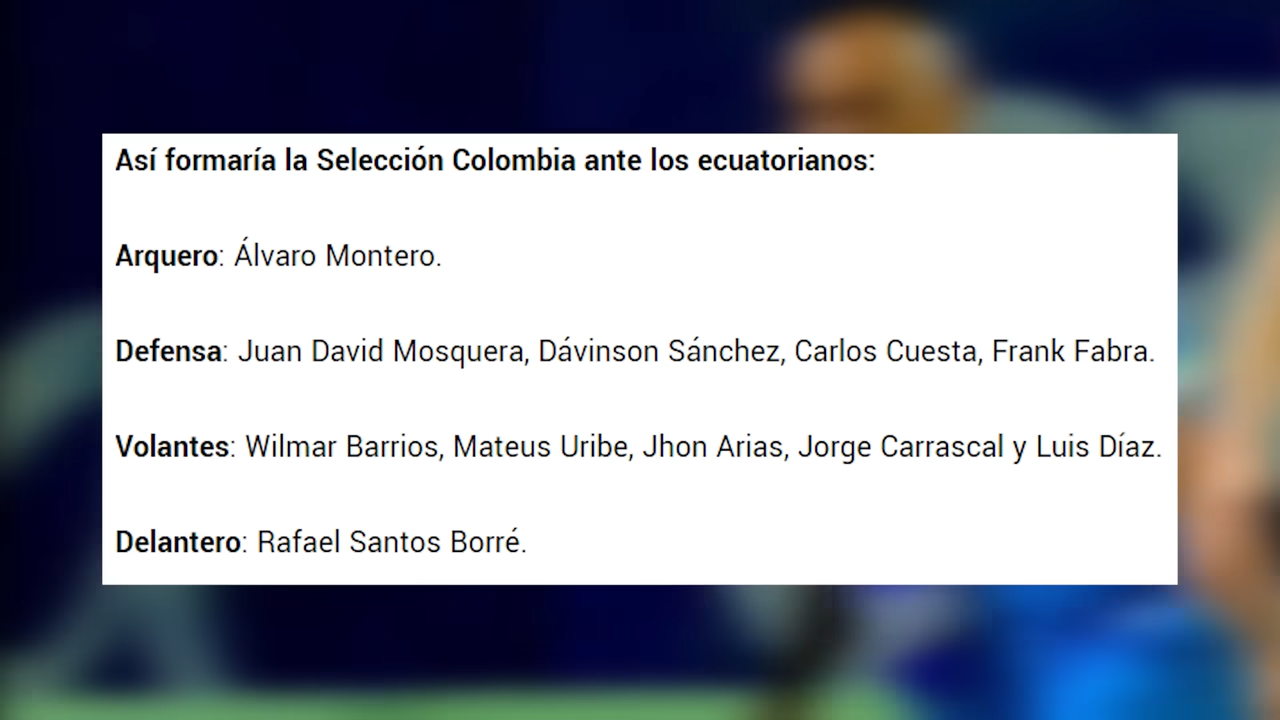 Así formaría la Selección Colombia ante los ecuatorianos:
Arquero: Álvaro Montero.
Defensa: Juan David Mosquera, Dávinson Sánchez, Carlos Cuesta, Frank Fabra.
Volantes: Wilmar Barrios, Mateus Uribe, Jhon Arias, Jorge Carrascal y Luis Díaz.
Delantero: Rafael Santos Borré.